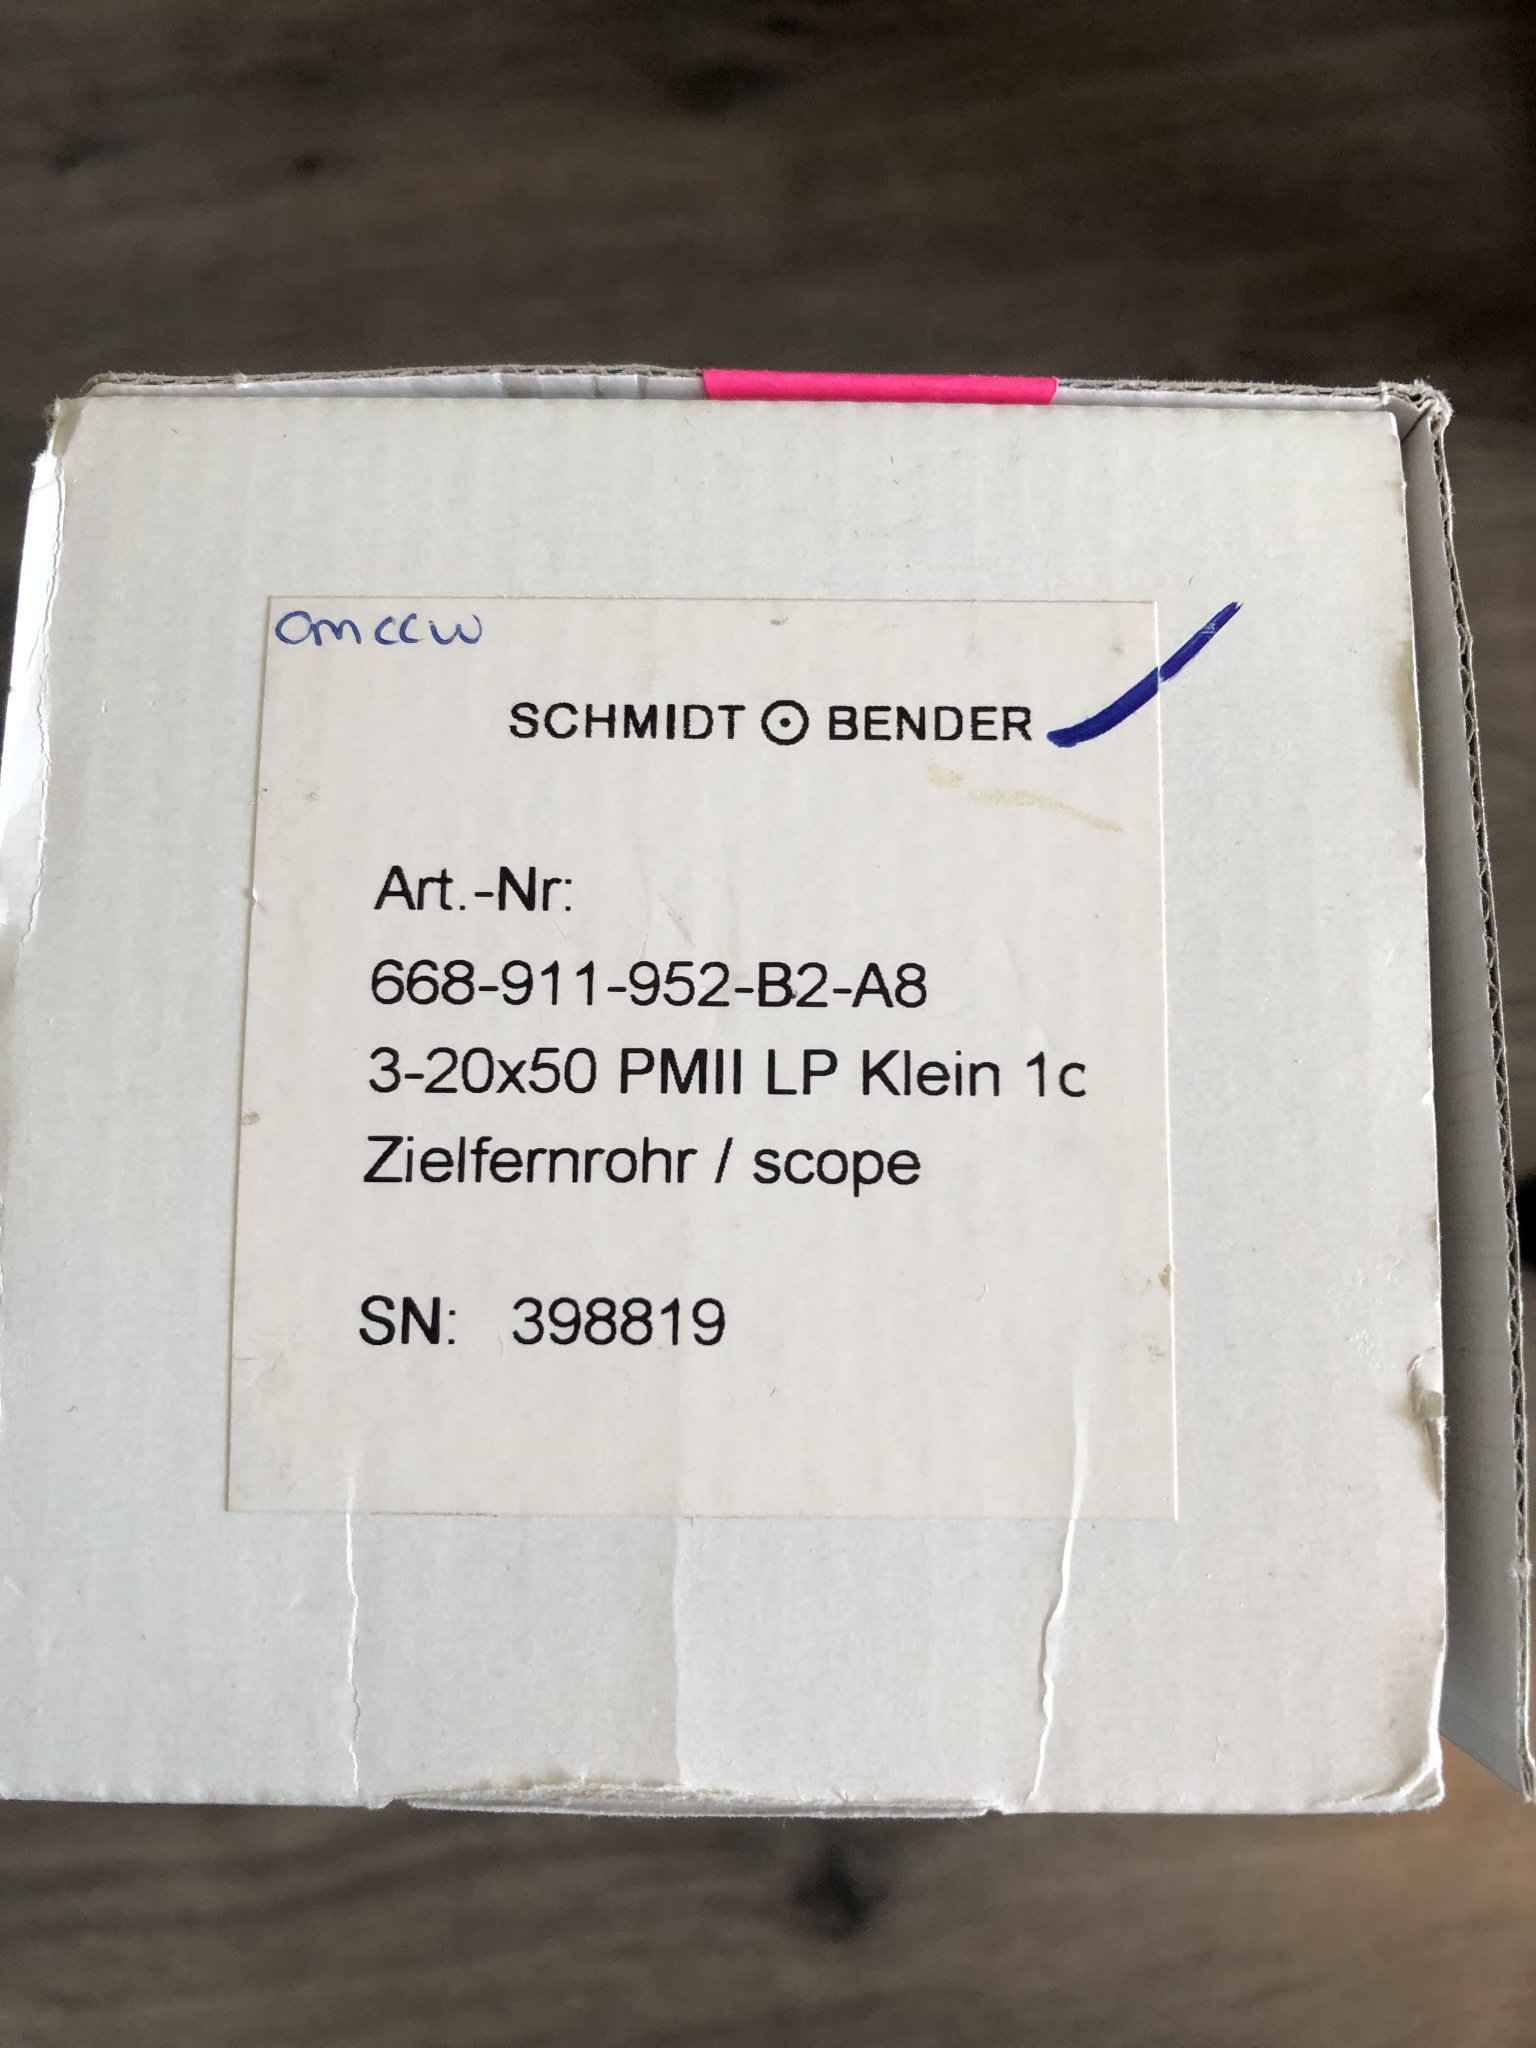 cmccw
SCHMIDT BENDER
Art.-Nr:
668-911-952-B2-A8
3-20x50 PMII LP Klein 1c
Zielfernrohr / scope
SN: 398819